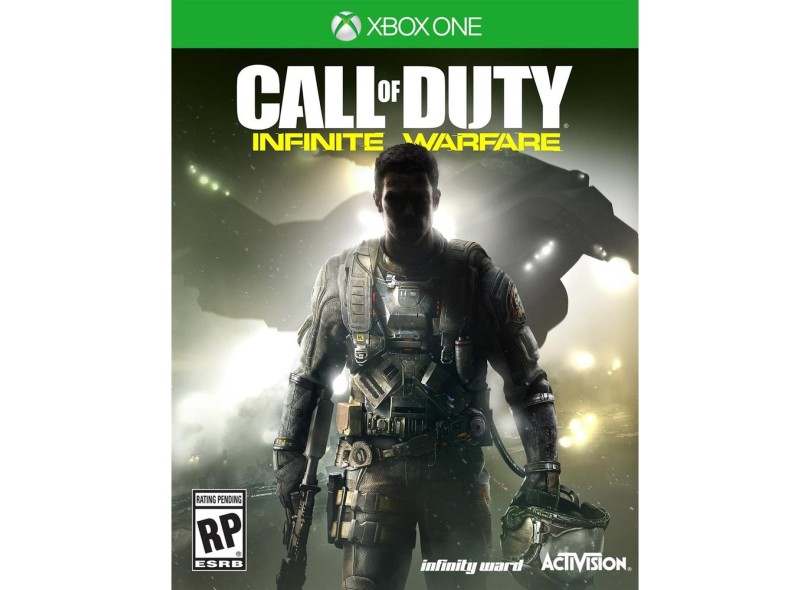 XBOX ONE
CALL OF DUTY®
INFINITE WARFARE
RATING PENDING
RP®
ESRB
infinity ward ACTIVISION®